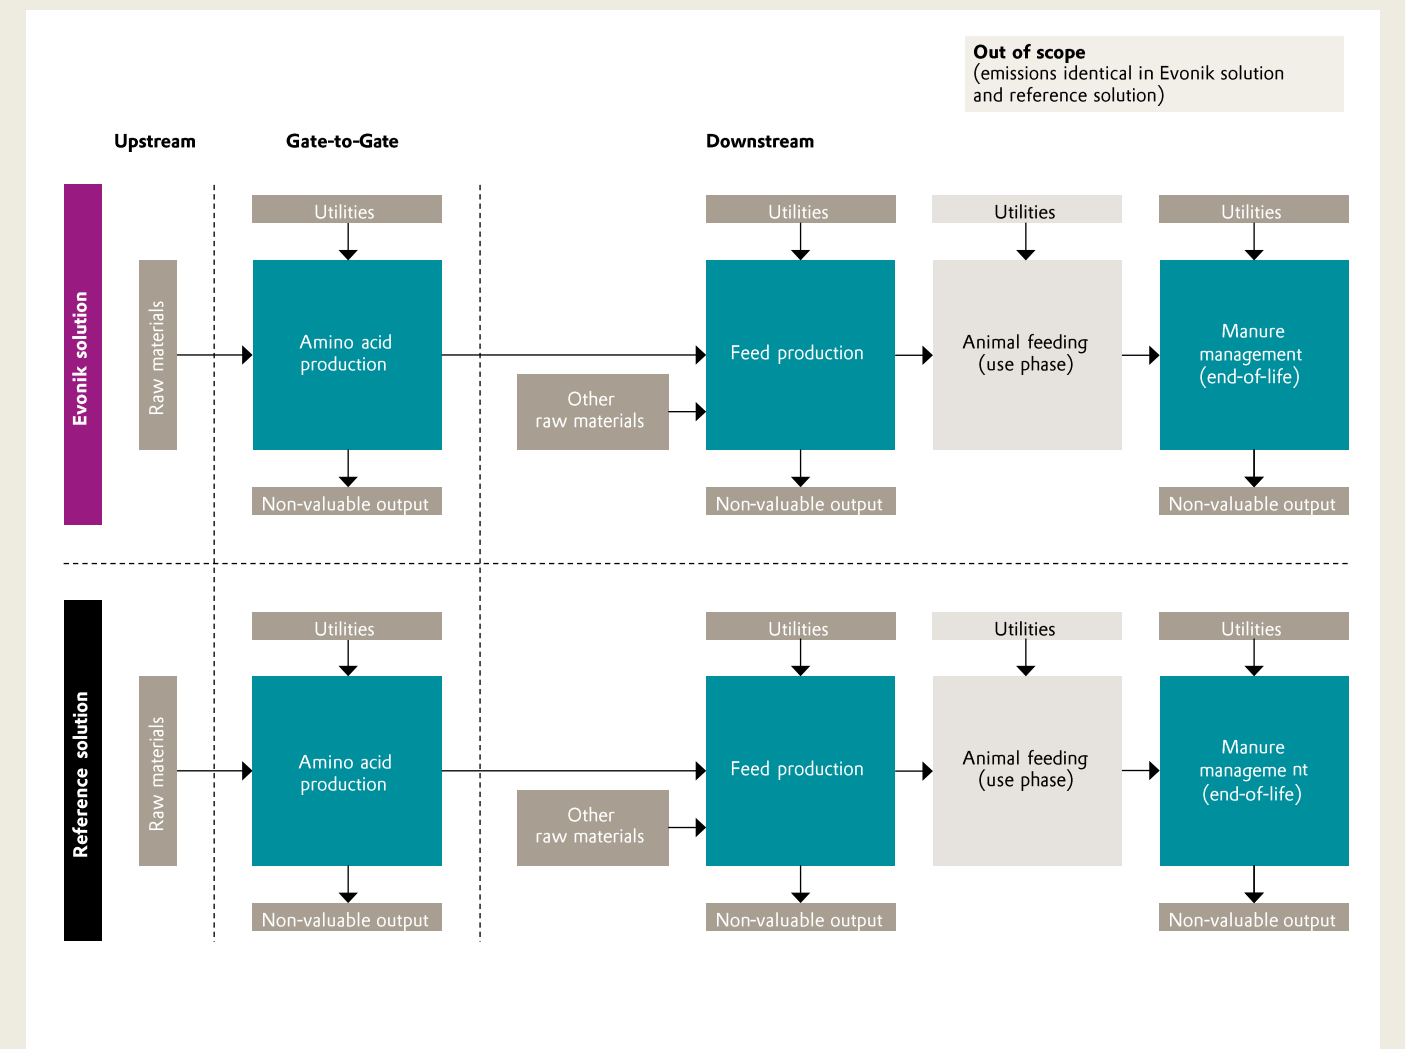 Out of scope
(emissions identical in Evonik solution
and reference solution)
Upstream
Gate-to-Gate
Downstream
Evonik solution
Raw materials
Utilities
Amino acid
production
Non-valuable output
Other
raw materials
Utilities
Feed production
Non-valuable output
Utilities
Animal feeding
(use phase)
Utilities
Manure
management
(end-of-life)
Non-valuable output
Reference solution
Raw materials
Utilities
Amino acid
production
Non-valuable output
Other
raw materials
Utilities
Feed production
Non-valuable output
Utilities
Animal feeding
(use phase)
Utilities
Manure
manageme nt
(end-of-life)
Non-valuable output